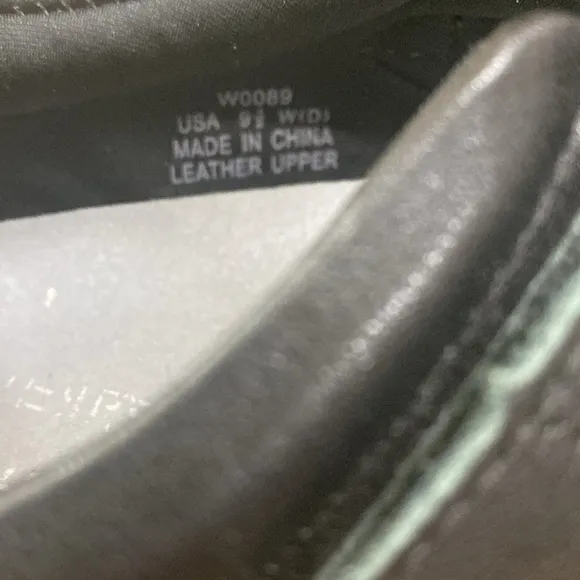 W0089
USA 9½ W(D)
MADE IN CHINA
LEATHER UPPER